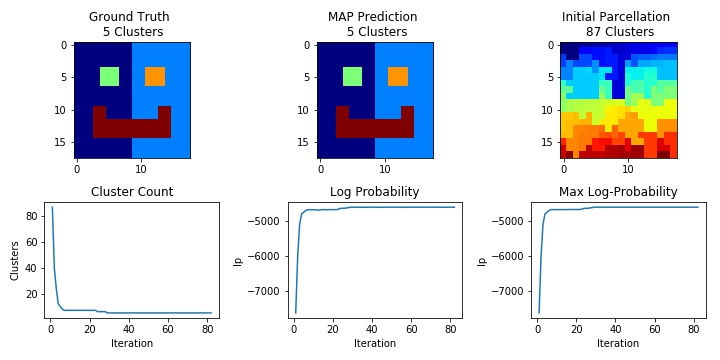 Ground Truth
5 Clusters
MAP Prediction
5 Clusters
Initial Parcellation
87 Clusters
0
5
10
15
0
10
0
5
10
15
0
10
0
5
10
15
0
10
Cluster Count
Log Probability
Max Log-Probability
Clusters
80
60
40
20
0
20
40
60
80
Iteration
lp
−5000
−6000
−7000
0
20
40
60
80
Iteration
lp
−5000
−6000
−7000
0
20
40
60
80
Iteration